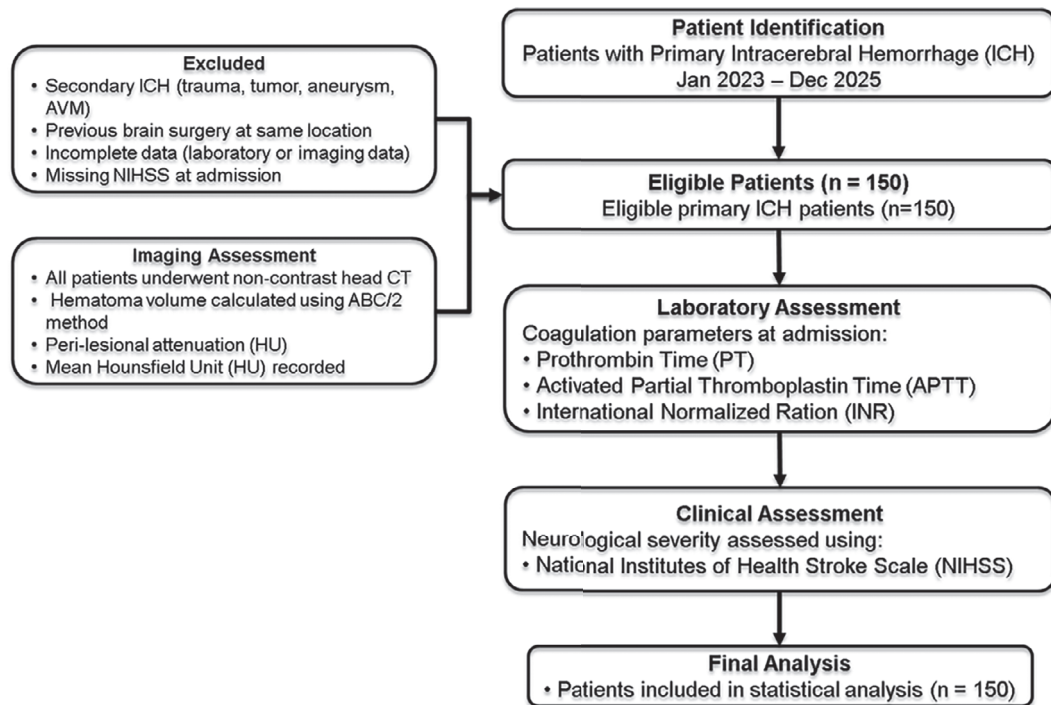 Patient Identification
Patients with Primary Intracerebral Hemorrhage (ICH)
Jan 2023 – Dec 2025
Excluded
• Secondary ICH (trauma, tumor, aneurysm,
AVM)
• Previous brain surgery at same location
• Incomplete data (laboratory or imaging data)
• Missing NIHSS at admission
Eligible Patients (n = 150)
Eligible primary ICH patients (n=150)
Imaging Assessment
• All patients underwent non-contrast head CT
• Hematoma volume calculated using ABC/2
method
• Peri-lesional attenuation (HU)
• Mean Hounsfield Unit (HU) recorded
Laboratory Assessment
Coagulation parameters at admission:
• Prothrombin Time (PT)
• Activated Partial Thromboplastin Time (APTT)
• International Normalized Ration (INR)
Clinical Assessment
Neurological severity assessed using:
• National Institutes of Health Stroke Scale (NIHSS)
Final Analysis
• Patients included in statistical analysis (n = 150)